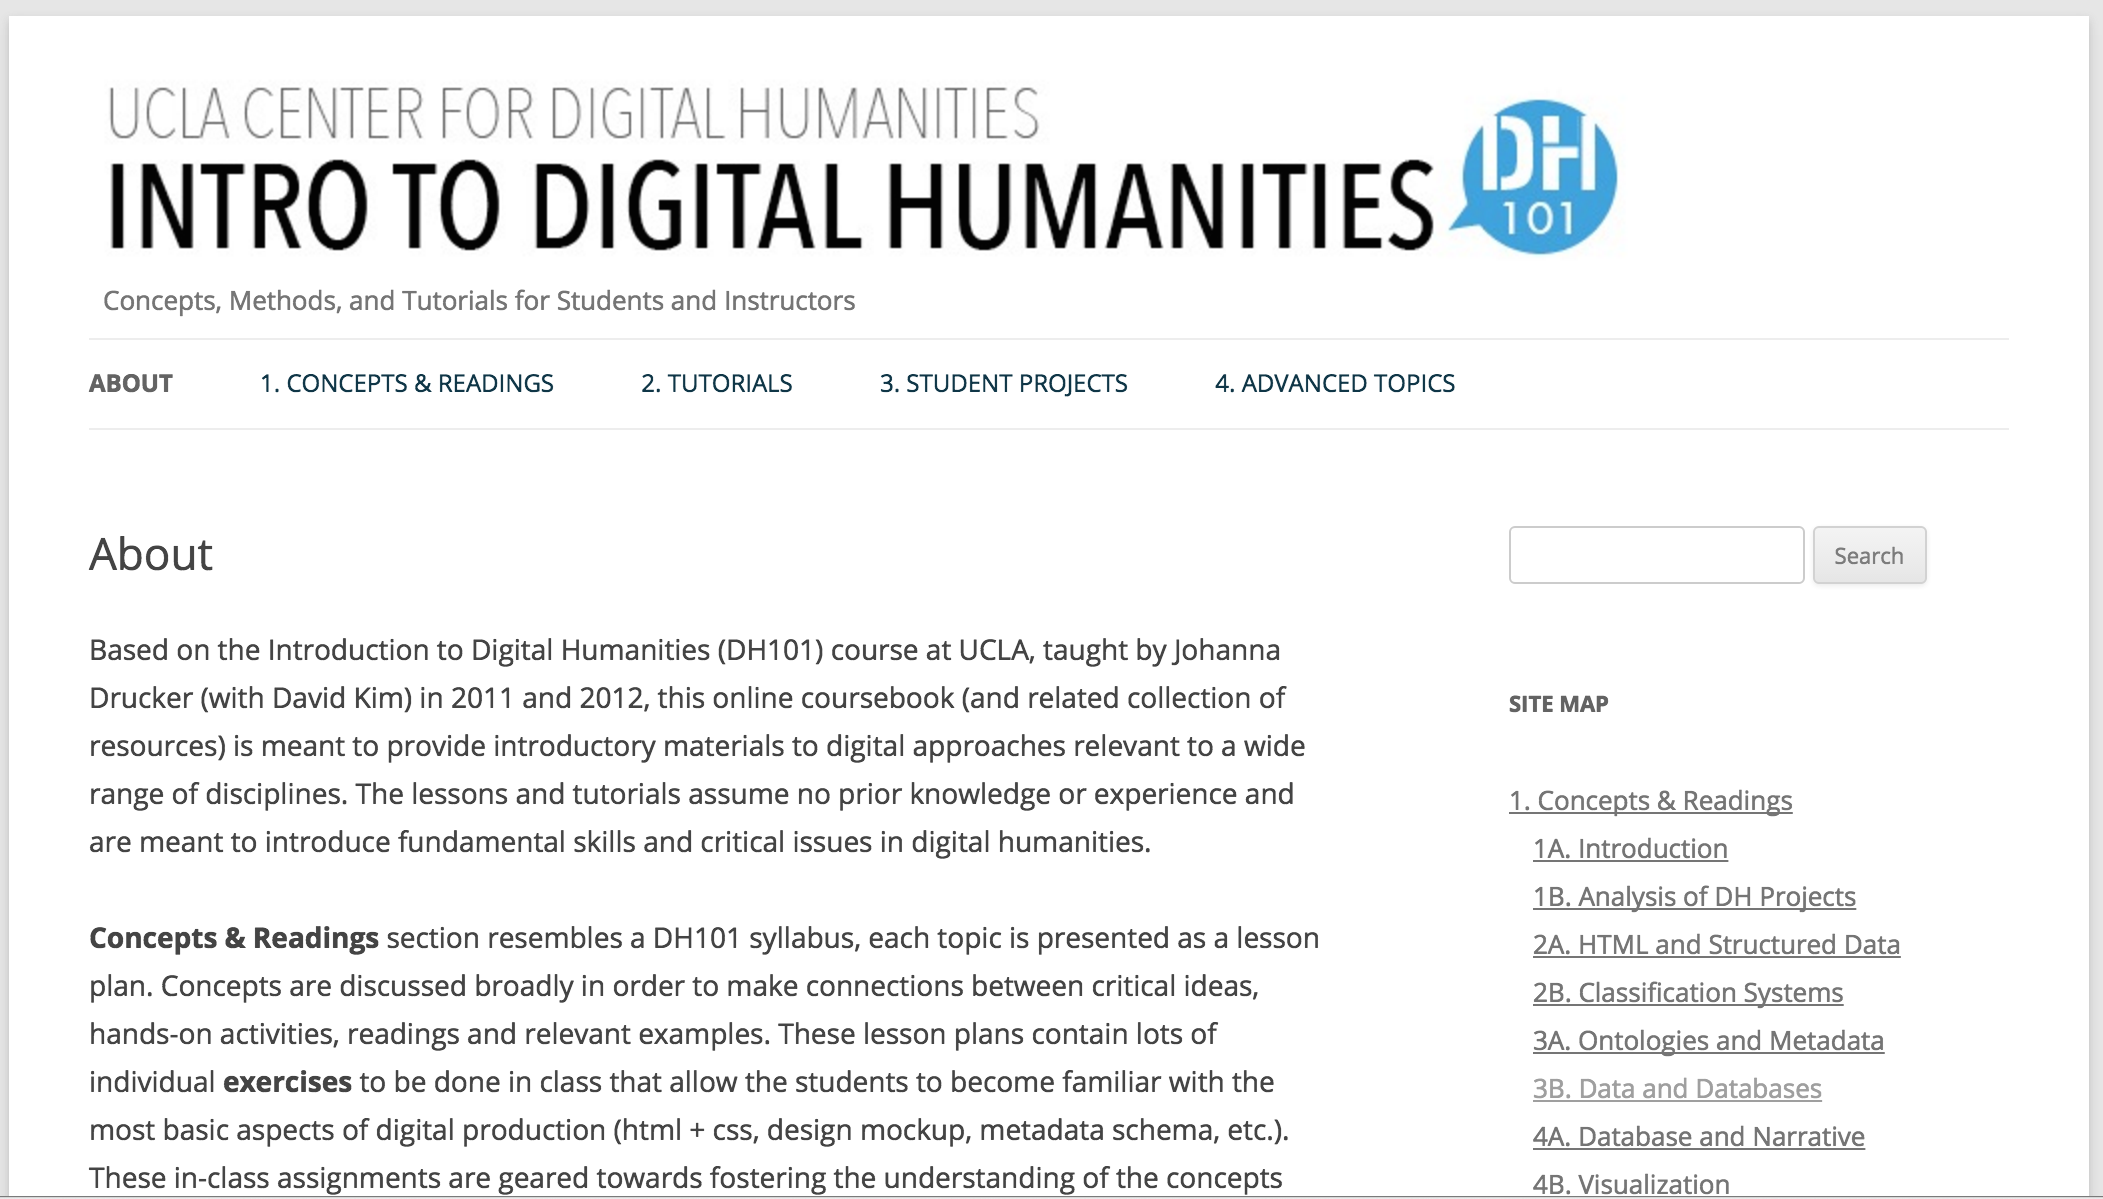 UCLA CENTER FOR DIGITAL HUMANITIES
INTRO TO DIGITAL HUMANITIES
DH
101
Concepts, Methods, and Tutorials for Students and Instructors
ABOUT 1. CONCEPTS & READINGS 2. TUTORIALS 3. STUDENT PROJECTS 4. ADVANCED TOPICS
About
Based on the Introduction to Digital Humanities (DH101) course at UCLA, taught by Johanna
Drucker (with David Kim) in 2011 and 2012, this online coursebook (and related collection of
resources) is meant to provide introductory materials to digital approaches relevant to a wide
range of disciplines. The lessons and tutorials assume no prior knowledge or experience and
are meant to introduce fundamental skills and critical issues in digital humanities.
Concepts & Readings section resembles a DH101 syllabus, each topic is presented as a lesson
plan. Concepts are discussed broadly in order to make connections between critical ideas,
hands-on activities, readings and relevant examples. These lesson plans contain lots of
individual exercises to be done in class that allow the students to become familiar with the
most basic aspects of digital production (html + css, design mockup, metadata schema, etc.).
These in-class assignments are geared towards fostering the understanding of the concepts
Search
SITE MAP
1. Concepts & Readings
1A. Introduction
1B. Analysis of DH Projects
2A. HTML and Structured Data
2B. Classification Systems
3A. Ontologies and Metadata
3B. Data and Databases
4A. Database and Narrative
4B. Visualization